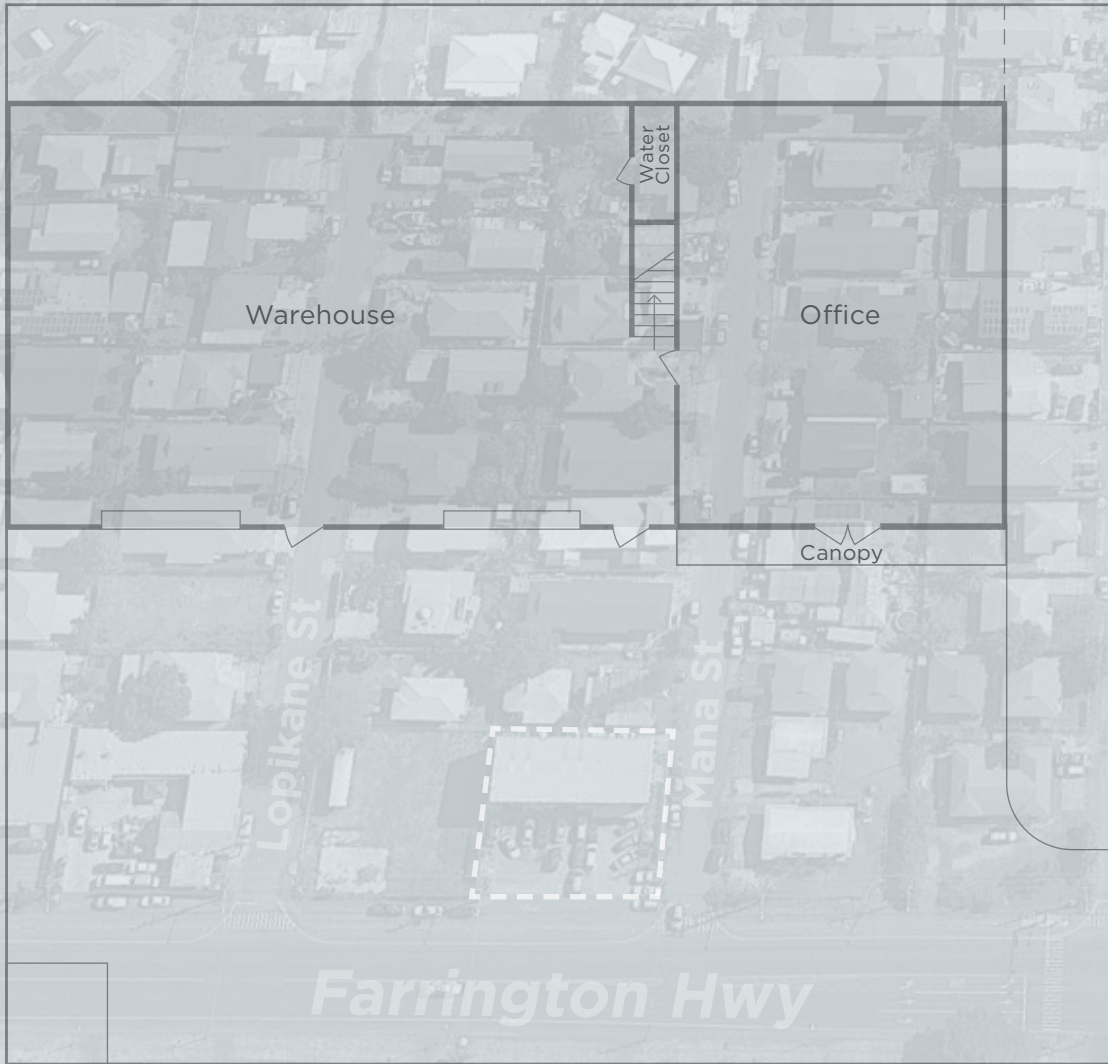 Water
Closet
Warehouse
Office
Canopy
Lopikane St
Mana St
Farrington Hwy